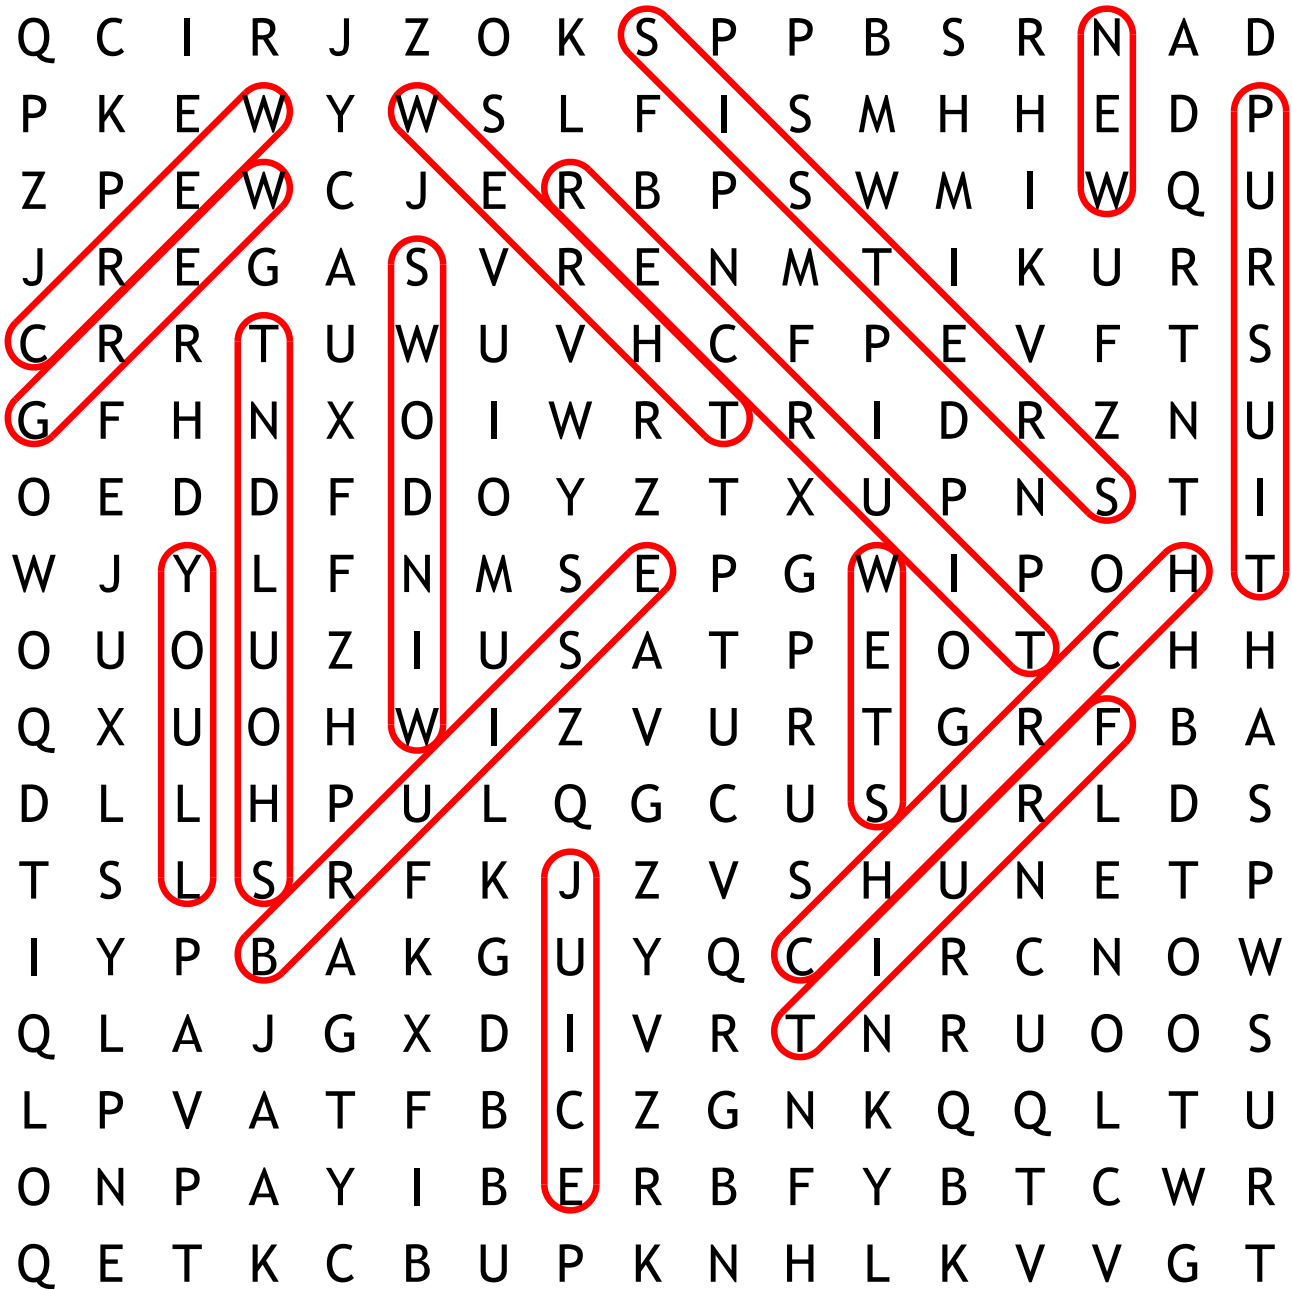 Q C I R J Z O K S P P B S R N A D
P K E W Y W S L F I S M H H E D P
Z P E W C J E R B P S W M I W Q U
J R E G A S V R E N M T I K U R R
C R R T U W U V H C F P E V F T S
G F H N X O I W R T R I D R Z N U
O E D D F D O Y Z T X U P N S T I
W J Y L F N M S E P G W I P O H T
O U O U Z I U S A T P E O T C H H
Q X U O H W I Z V U R T G R F B A
D L L H P U L Q G C U S U R L D S
T S L S R F K J Z V S H U N E T P
I Y P B A K G U Y Q C I R C N O W
Q L A J G X D I V R T N R U O O S
L P V A T F B C Z G N K Q Q L T U
O N P A Y I B E R B F Y B T C W R
Q E T K C B U P K N H L K V V G T